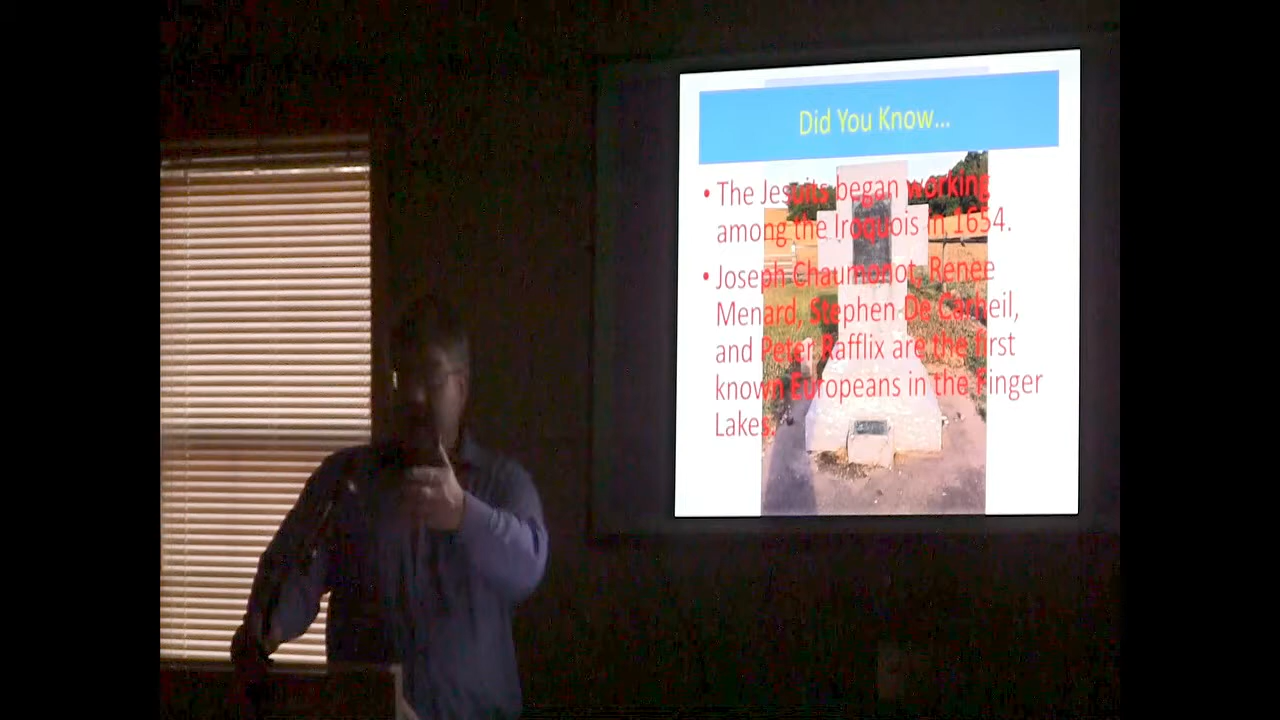 Did You Know...
• The Jesuits began working
among the Iroquois in 1654.
• Joseph Chaumonot, Renee
Menard, Stephen De Carheil,
and Peter Rafflix are the first
known Europeans in the Finger
Lakes.